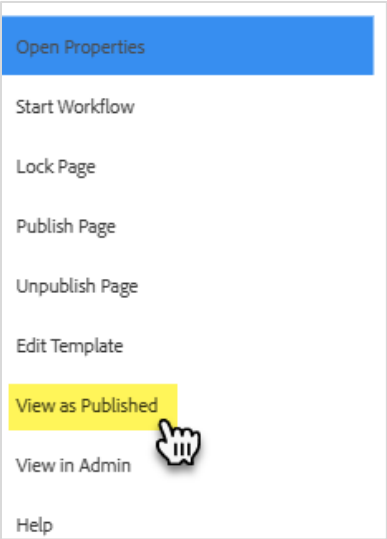 Open Properties
Start Workflow
Lock Page
Publish Page
Unpublish Page
Edit Template
View as Published
View in Admin
Help